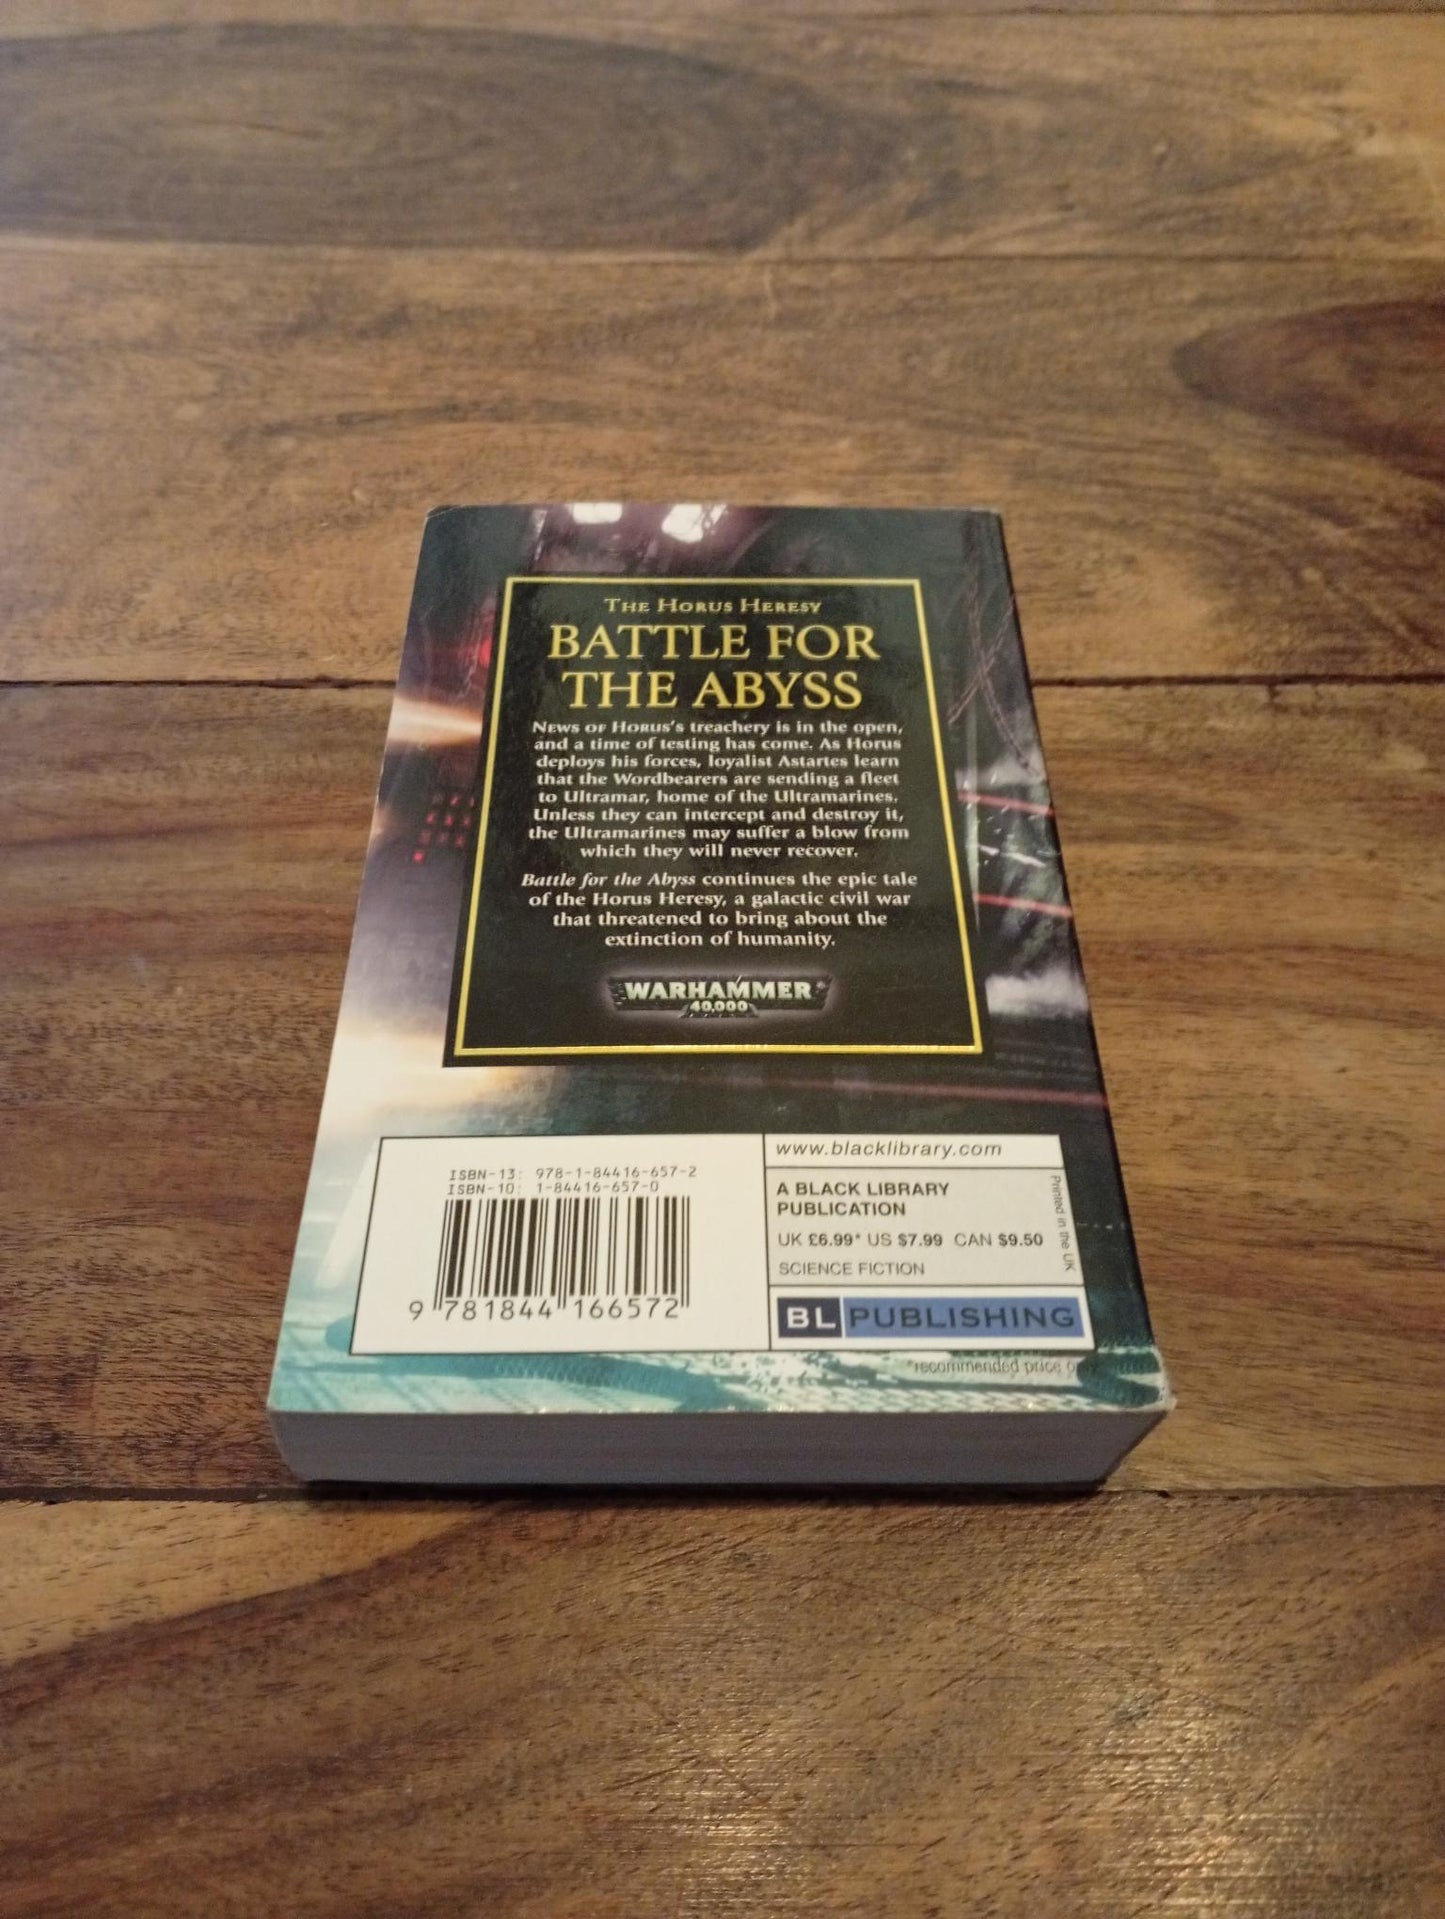 The Horus Heresy
BATTLE FOR
THE ABYSS
News of Horus's treachery is in the open,
and a time of testing has come. As Horus
deploys his forces, loyalist Astartes learn
that the Wordbearers are sending a fleet
to Ultramar, home of the Ultramarines.
Unless they can intercept and destroy it,
the Ultramarines may suffer a blow from
which they will never recover.
Battle for the Abyss continues the epic tale
of the Horus Heresy, a galactic civil war
that threatened to bring about the
extinction of humanity.
WARHAMMER
40,000
ISBN-13: 978-1-84416-657-2
ISBN-10: 1-84416-657-0
9 781844 166572
www.blacklibrary.com
A BLACK LIBRARY
PUBLICATION
UK £6.99* US $7.99 CAN $9.50
SCIENCE FICTION
Printed in the UK
BL PUBLISHING
*recommended price only